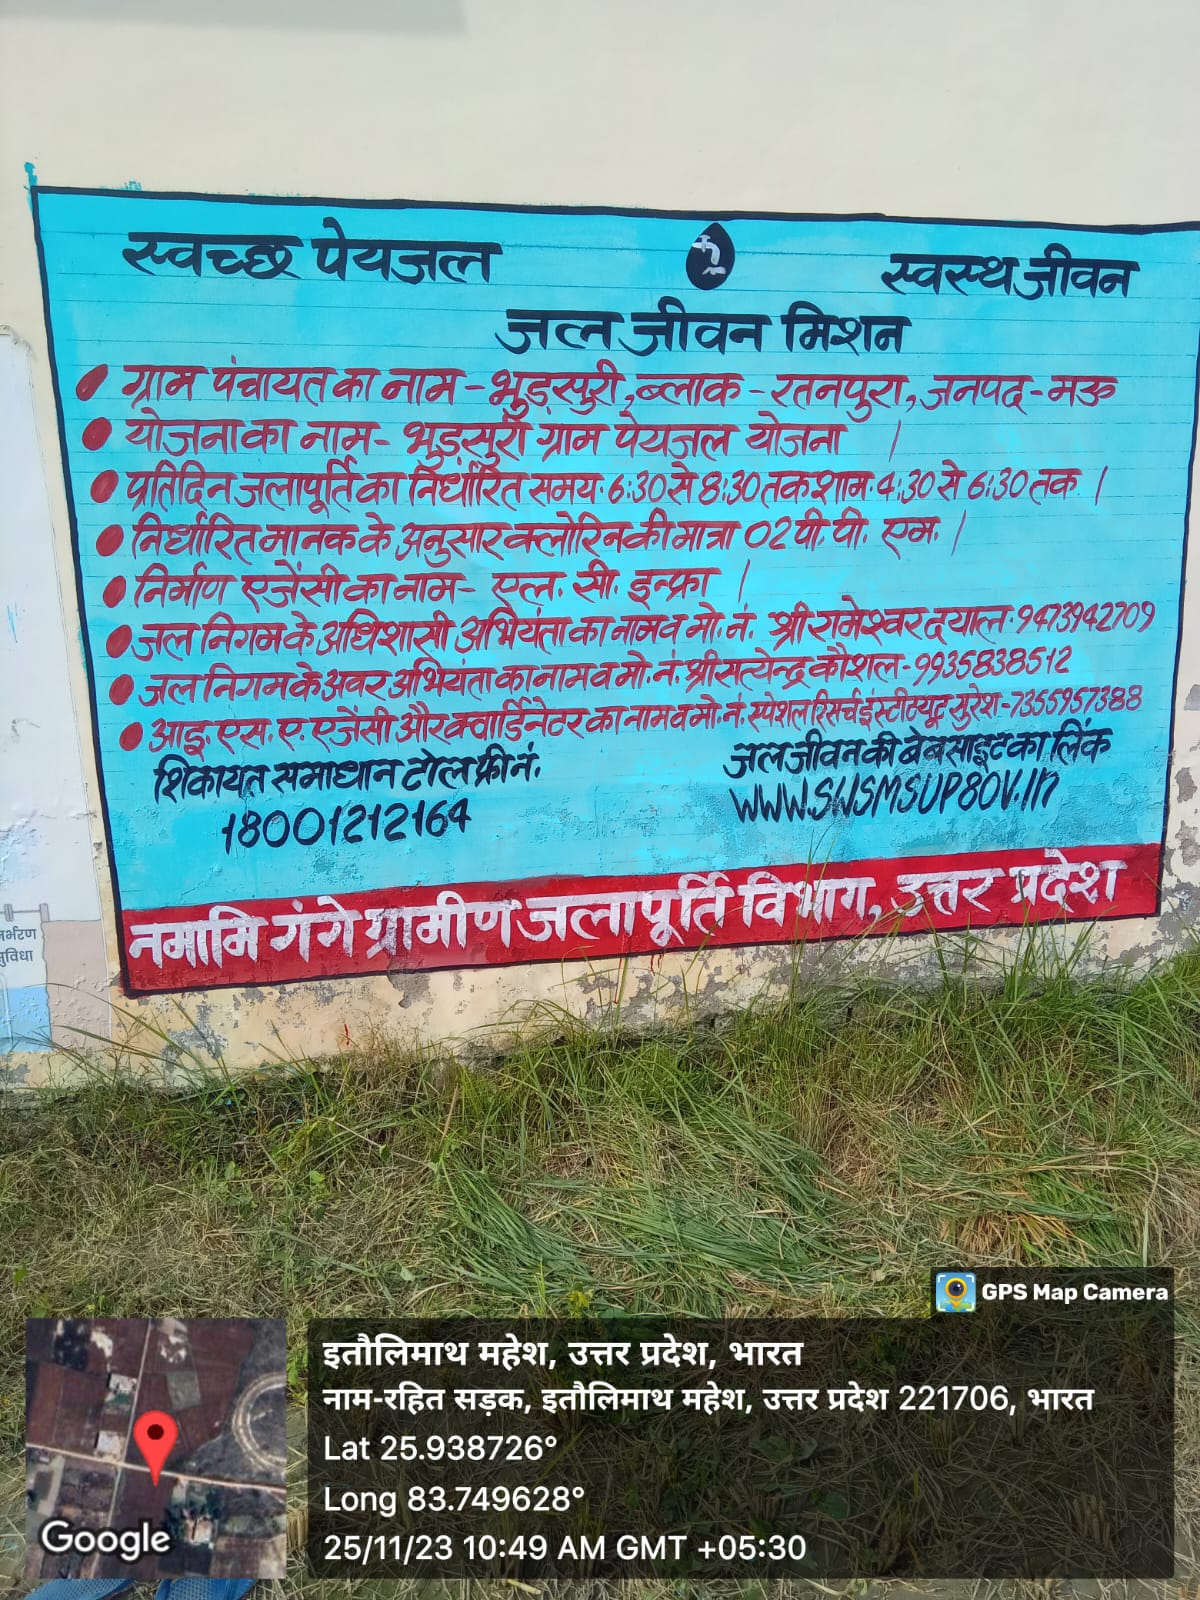 स्वच्छ पेयजल
स्वस्थ जीवन
जल जीवन मिशन
ग्राम पंचायत का नाम - भुड़सुरी, ब्लाक - रतनपुरा, जनपद - मऊ
योजना का नाम - भुड़सुरी ग्राम पेयजल योजना ।
प्रतिदिन जलापूर्ति का निर्धारित समय. 6:30 से 8:30 तक शाम. 4:30 से 6:30 तक ।
निर्धारित मानक के अनुसार क्लोरिन की मात्रा 02 पी. पी. एम. ।
निर्माण एजेंसी का नाम - एल. सी. इन्फ्रा ।
जल निगम के अधिशासी अभियंता का नाम व मो. नं. श्री रामेश्वर दयाल - 9473942709
जल निगम के अवर अभियंता का नाम व मो. नं. श्री सत्येन्द्र कौशल - 9935838512
आइ. एस. ए. एजेंसी और क्वार्डिनेटर का नाम व मो. नं. स्पेशल रिसर्च इंस्टीट्यूट सुरेश - 7355957388
शिकायत समाधान टोल फ्री नं.
18001212164
जल जीवन की बेबसाइट का लिंक
WWW.SWSMSUP80V.in
नमामि गंगे ग्रामीण जलापूर्ति विभाग, उत्तर प्रदेश
र्भरण
सुविधा
GPS Map Camera
इतौलिमाथ महेश, उत्तर प्रदेश, भारत
नाम-रहित सड़क, इतौलिमाथ महेश, उत्तर प्रदेश 221706, भारत
Lat 25.938726°
Long 83.749628°
25/11/23 10:49 AM GMT +05:30
Google